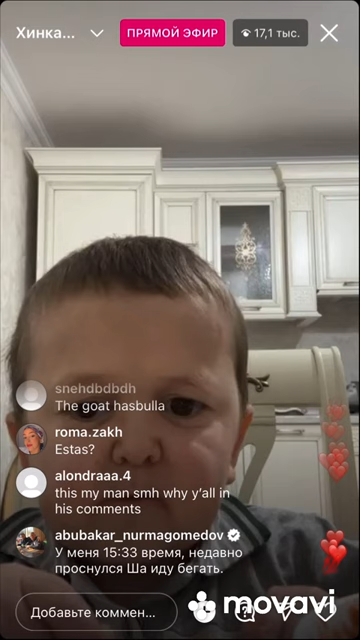 Хинка...
ПРЯМОЙ ЭФИР
17,1 тыс.
snehdbdbdh
The goat hasbulla
roma.zakh
Estas?
alondraaa.4
this my man smh why y'all in
his comments
abubakar_nurmagomedov
У меня 15:33 время, недавно
проснулся Ша иду бегать.
Добавьте коммен...
movavi